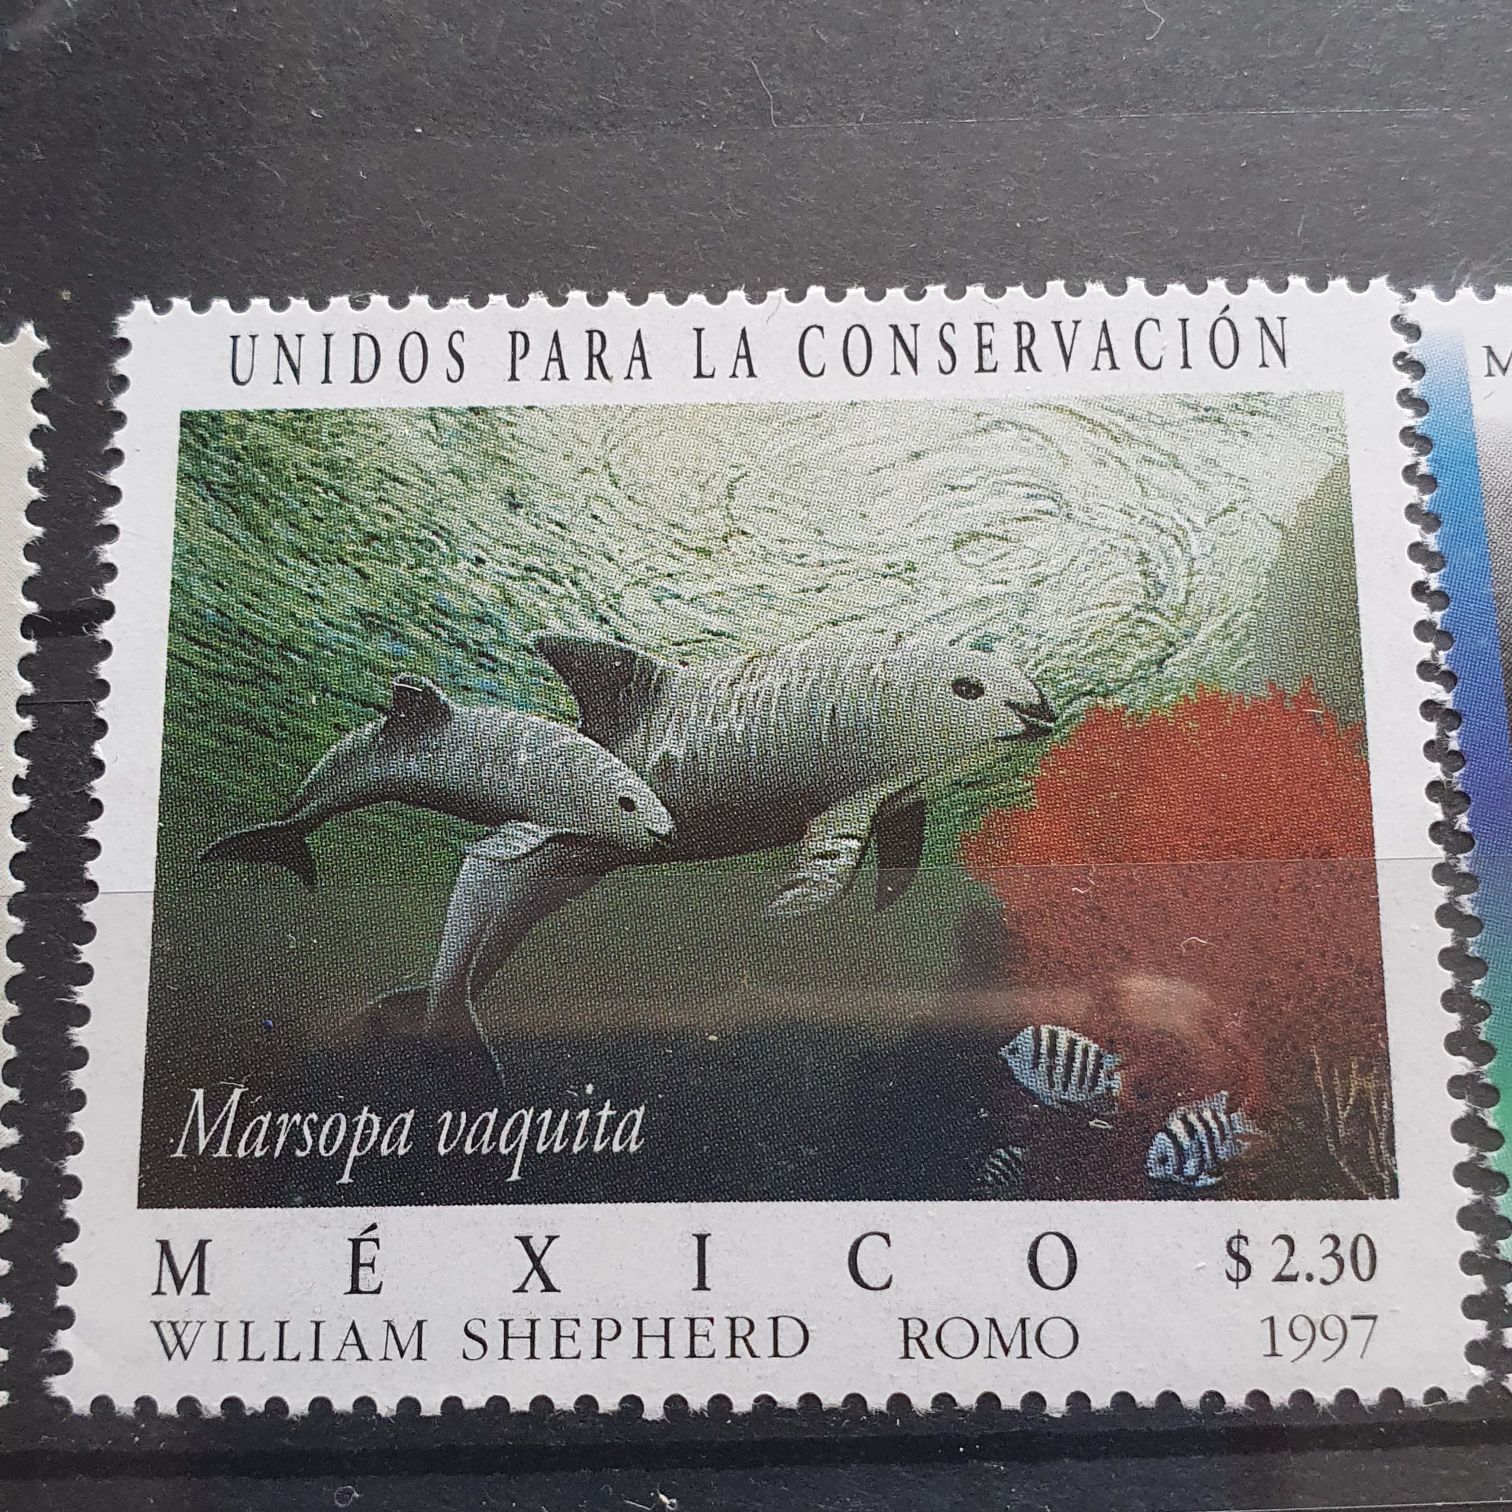 UNIDOS PARA LA CONSERVACIÓN
Marsopa vaquita
MÉXICO $2.30
WILLIAM SHEPHERD ROMO 1997